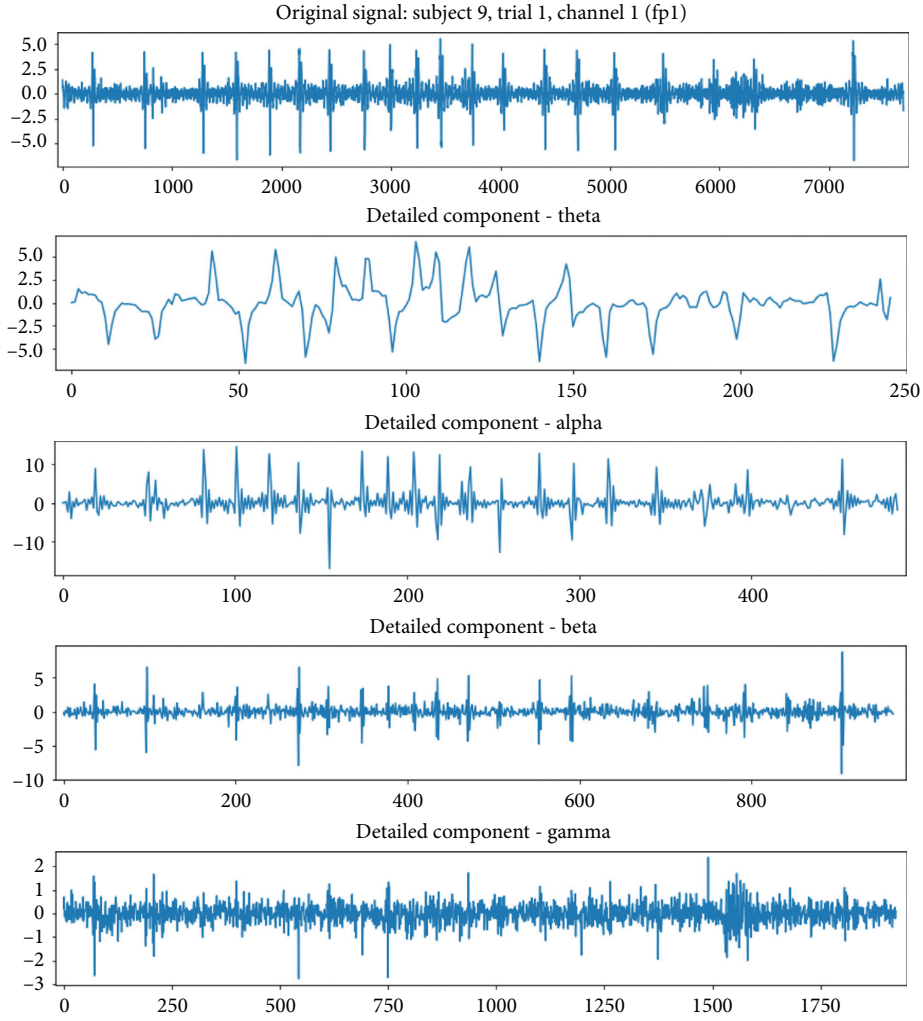 Original signal: subject 9, trial 1, channel 1 (fp1)
5.0
2.5
0.0
−2.5
−5.0
0 1000 2000 3000 4000 5000 6000 7000
Detailed component - theta
5.0
2.5
0.0
−2.5
−5.0
0 50 100 150 200 250
Detailed component - alpha
10
0
−10
0 100 200 300 400
Detailed component - beta
5
0
−5
−10
0 200 400 600 800
Detailed component - gamma
2
1
0
−1
−2
−3
0 250 500 750 1000 1250 1500 1750